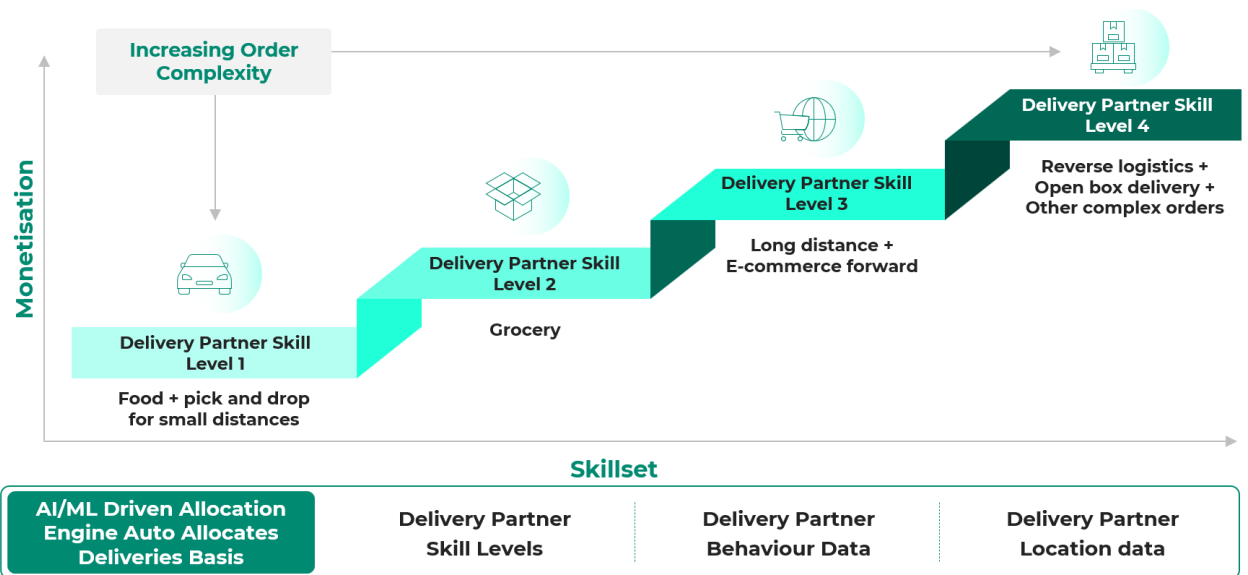 Increasing Order
Complexity
Monetisation
Delivery Partner Skill
Level 1
Food + pick and drop
for small distances
Delivery Partner Skill
Level 2
Grocery
Delivery Partner Skill
Level 3
Long distance +
E-commerce forward
Delivery Partner Skill
Level 4
Reverse logistics +
Open box delivery +
Other complex orders
Skillset
AI/ML Driven Allocation
Engine Auto Allocates
Deliveries Basis
Delivery Partner
Skill Levels
Delivery Partner
Behaviour Data
Delivery Partner
Location data